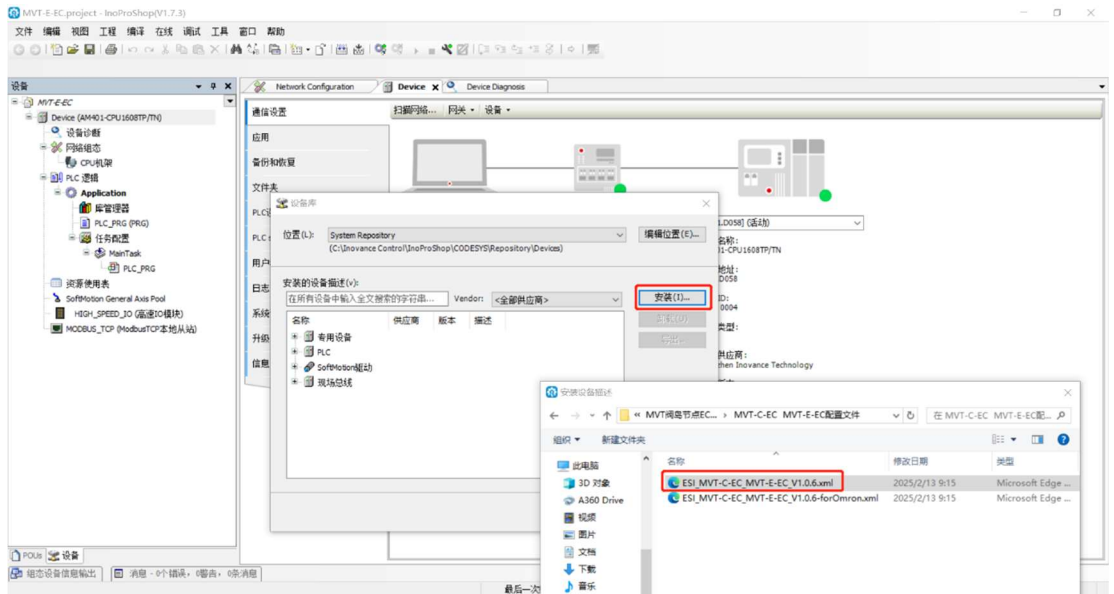 MVT-E-EC.project - InoProShop(V1.7.3)
文件 编辑 视图 工程 编译 在线 调试 工具 窗口 帮助
设备
MVT-E-EC
Device (AM401-CPU1608TP/TN)
设备诊断
网络组态
CPU机架
PLC 逻辑
Application
库管理器
PLC_PRG (PRG)
任务配置
MainTask
PLC_PRG
资源使用表
SoftMotion General Axis Pool
HIGH_SPEED_IO (高速IO模块)
MODBUS_TCP (ModbusTCP本地从站)
POUs 设备
Network Configuration Device Device Diagnosis
通信设置
应用
备份和恢复
文件夹
PLC
PLC
用户
日志
系统
升级
信息
扫描网络... 网关 设备
.D058] (活动)
名称:
01-CPU1608TP/TN
地址:
D058
ID:
0004
类型:
供应商:
zhen Inovance Technology
设备库
位置(L): System Repository 编辑位置(E)...
(C:\Inovance Control\InoProShop\CODESYS\Repository\Devices)
安装的设备描述(v):
在所有设备中输入全文搜索的字符串... Vendor: <全部供应商> 安装(I)...
名称 供应商 版本 描述
专用设备
PLC
SoftMotion驱动
现场总线
安装设备描述
« MVT阀岛节点EC... › MVT-C-EC MVT-E-EC配置文件 在 MVT-C-EC MVT-E-EC配...
组织 新建文件夹
名称 修改日期 类型
ESI_MVT-C-EC_MVT-E-EC_V1.0.6.xml 2025/2/13 9:15 Microsoft Edge ...
ESI_MVT-C-EC_MVT-E-EC_V1.0.6-forOmron.xml 2025/2/13 9:15 Microsoft Edge ...
此电脑
3D 对象
A360 Drive
视频
图片
文档
下载
音乐
组态设备信息输出 消息 - 0个错误，0警告，0条消息
最后一次